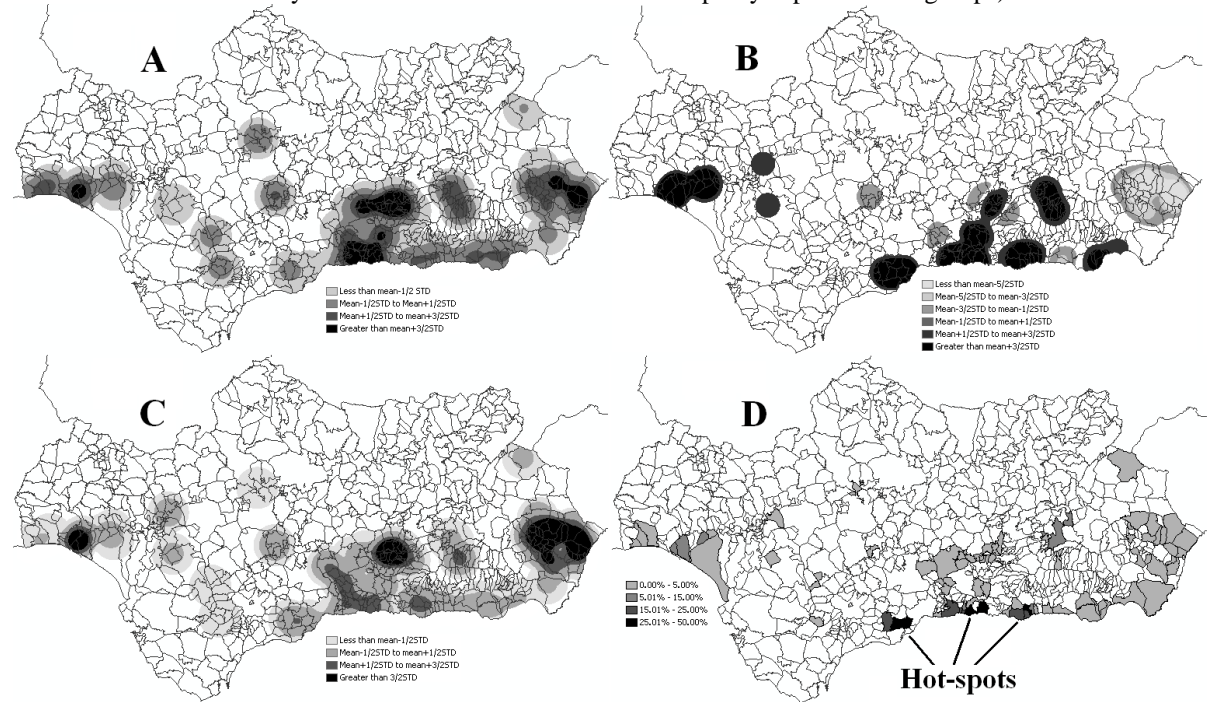 A
Less than mean-1/2 STD
Mean-1/2STD to Mean+1/2STD
Mean+1/2STD to mean+3/2STD
Greater than mean+3/2STD
B
Less than mean-5/2STD
Mean-5/2STD to mean-3/2STD
Mean-3/2STD to mean-1/2STD
Mean-1/2STD to mean+1/2STD
Mean+1/2STD to mean+3/2STD
Greater than mean+3/2STD
C
Less than mean-1/2STD
Mean-1/2STD to mean+1/2STD
Mean+1/2STD to mean+3/2STD
Greater than 3/2STD
D
0.00% - 5.00%
5.01% - 15.00%
15.01% - 25.00%
25.01% - 50.00%
Hot-spots